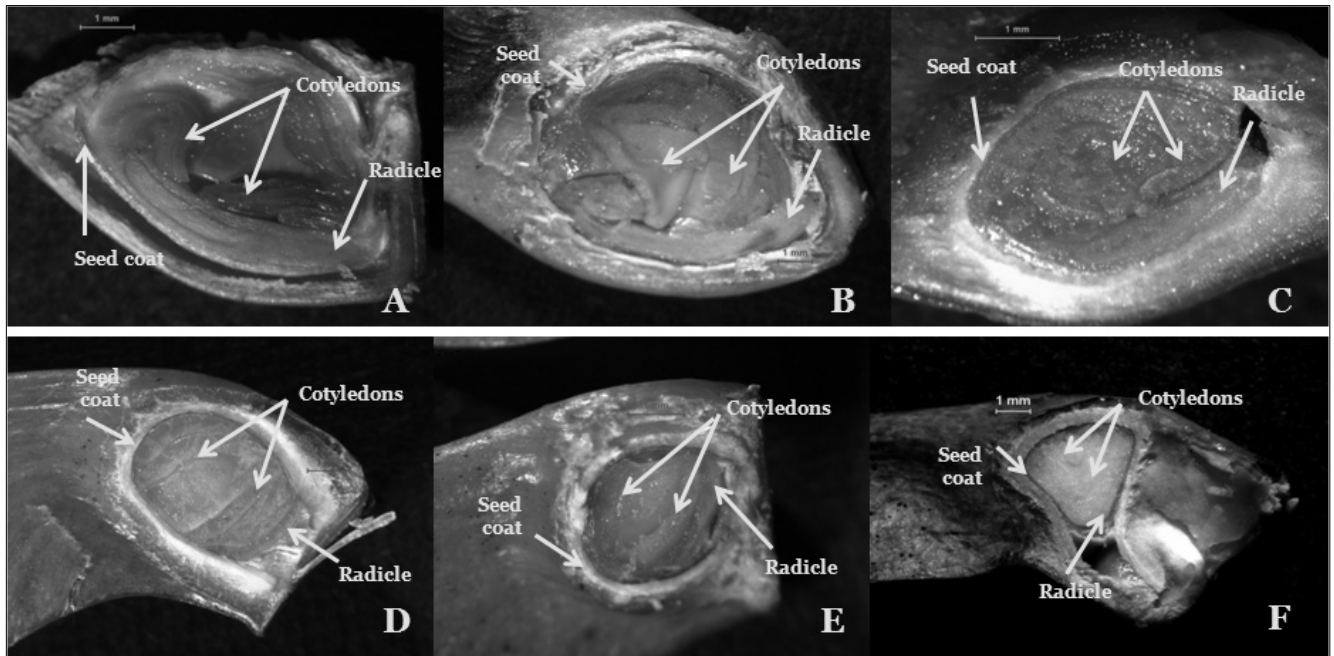 1 mm
Cotyledons
Radicle
Seed coat
A
Seed
coat
Cotyledons
Radicle
1 mm
B
1 mm
Seed coat
Cotyledons
Radicle
C
Seed
coat
Cotyledons
Radicle
D
Cotyledons
Seed
coat
Radicle
E
1 mm
Cotyledons
Seed
coat
Radicle
F